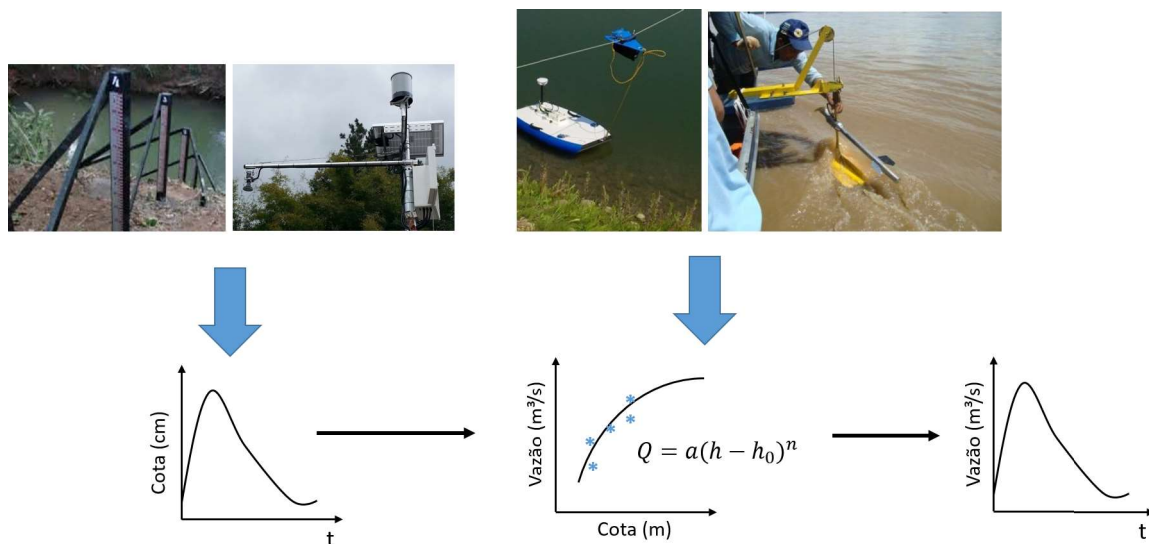 Cota (cm)
t
Vazão (m³/s)
Q = a(h − h₀)ⁿ
Cota (m)
Vazão (m³/s)
t